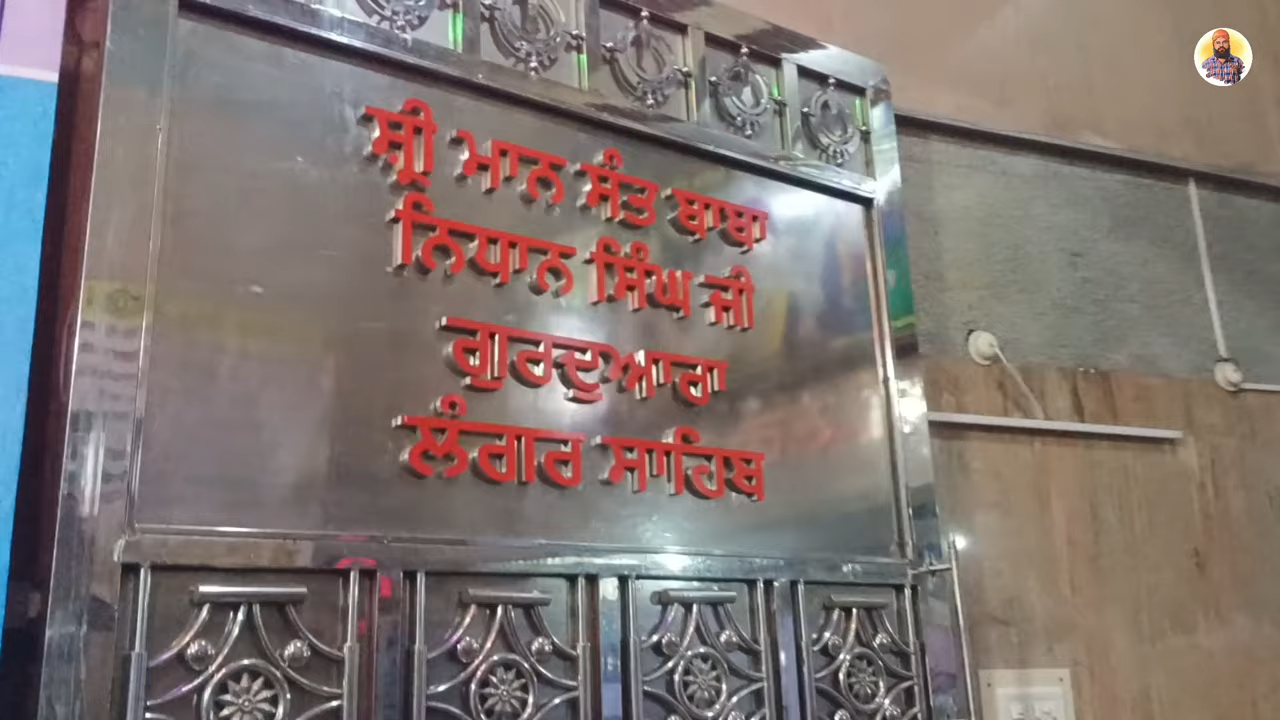 ਸ੍ਰੀ ਮਾਨ ਸੰਤ ਬਾਬਾ
ਨਿਧਾਨ ਸਿੰਘ ਜੀ
ਗੁਰਦੁਆਰਾ
ਲੰਗਰ ਸਾਹਿਬ